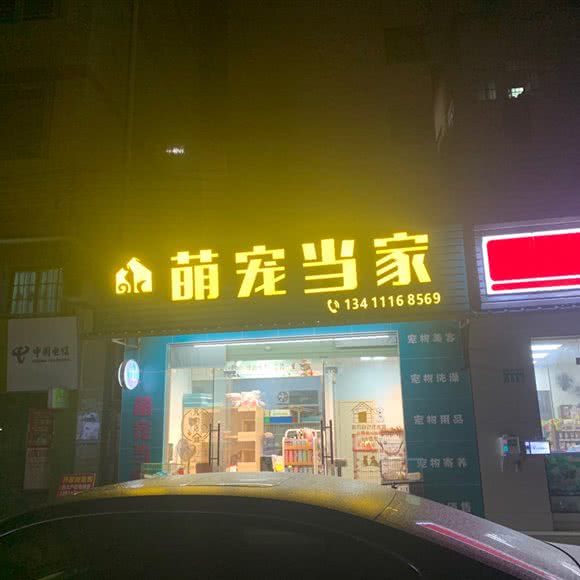 萌宠当家
134 1116 8569
中国电信
宠物美容
宠物洗澡
宠物用品
宠物寄养